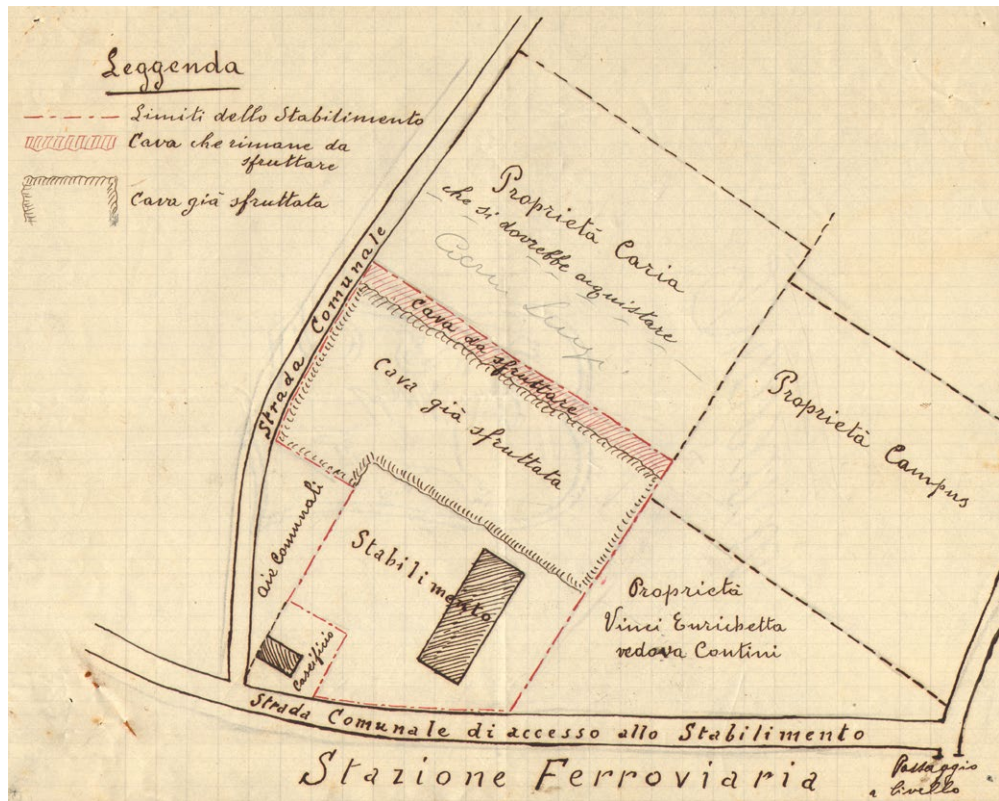 Leggenda
Limiti dello Stabilimento
Cava che rimane da
sfruttare
Cava già sfruttata
Strada Comunale
Proprietà Caria
che si dovrebbe acquistare
Cava da sfruttare
Cava già sfruttata
Proprietà Campus
Aie Comunali
Stabilimento
Proprietà
Vinci Enrichetta
vedova Contini
Caseificio
Strada Comunale di accesso allo Stabilimento
Stazione Ferroviaria
Passaggio
a livello